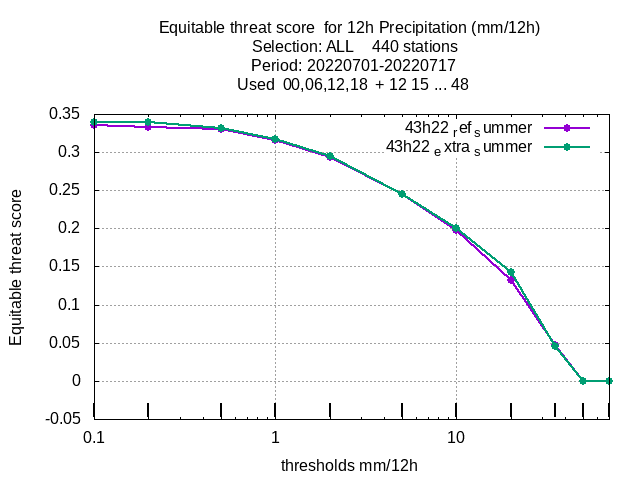 Equitable threat score  for 12h Precipitation (mm/12h)
Selection: ALL    440 stations
Period: 20220701-20220717
Used  00,06,12,18  + 12 15 ... 48
43h22 ref summer
43h22 extra summer
Equitable threat score
0.35
0.3
0.25
0.2
0.15
0.1
0.05
0
-0.05
0.1 1 10
thresholds mm/12h